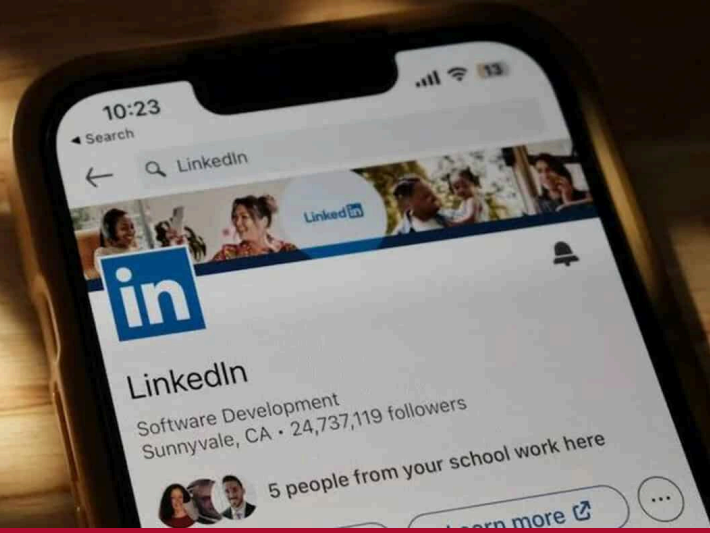 10:23
13
◂ Search
LinkedIn
LinkedIn
in
LinkedIn
Software Development
Sunnyvale, CA • 24,737,119 followers
5 people from your school work here
more